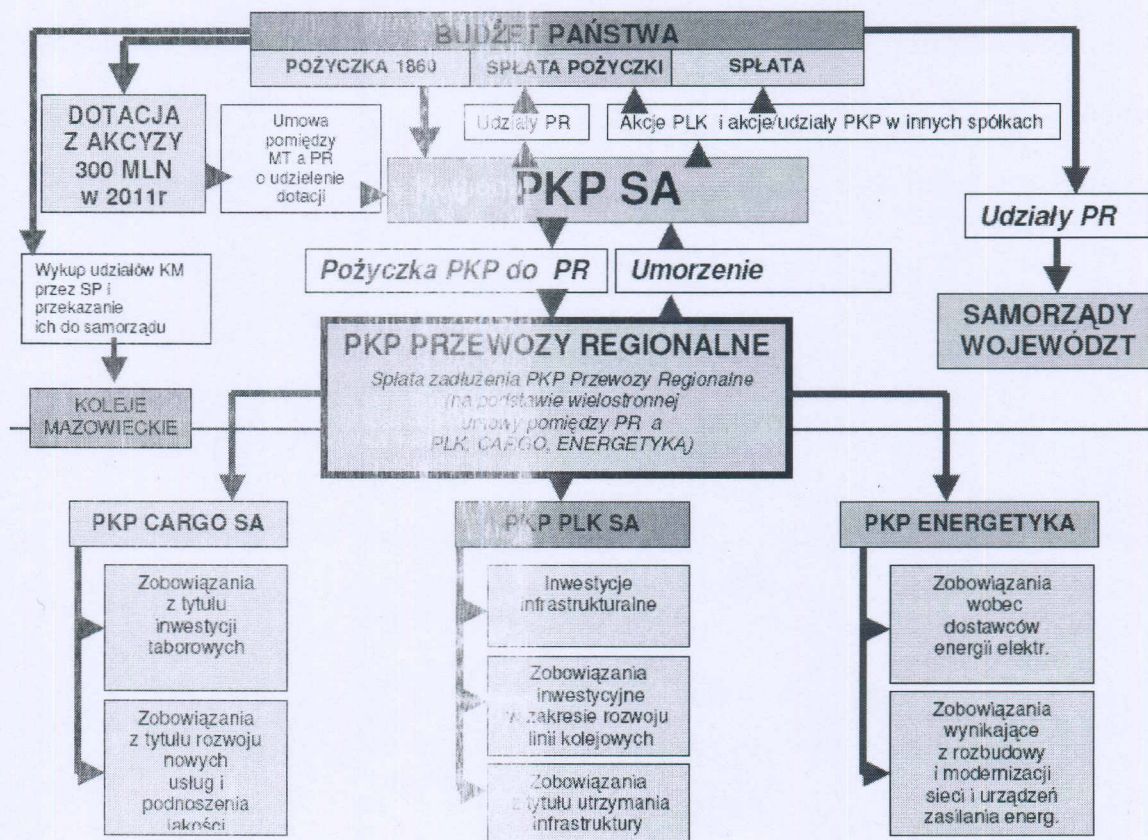 BUDŻET PAŃSTWA
POŻYCZKA 1860
SPŁATA POŻYCZKI
SPŁATA
DOTACJA
Z AKCYZY
300 MLN
w 2011r
Umowa
pomiędzy
MT a PR
o udzielenie
dotacji
Udziały PR
Akcje PLK i akcje/udziały PKP w innych spółkach
PKP SA
Udziały PR
Pożyczka PKP do PR
Umorzenie
Wykup udziałów KM
przez SP i
przekazanie
ich do samorządu
SAMORZĄDY
WOJEWÓDZT
PKP PRZEWOZY REGIONALNE
Spłata zadłużenia PKP Przewozy Regionalne
(na podstawie wielostronnej
umowy pomiędzy PR a
PLK, CARGO, ENERGETYKA)
KOLEJE
MAZOWIECKIE
PKP CARGO SA
Zobowiązania
z tytułu
inwestycji
taborowych
Zobowiązania
z tytułu rozwoju
nowych
usług i
podnoszenia
jakości
PKP PLK SA
Inwestycje
infrastrukturalne
Zobowiązania
inwestycyjne
w zakresie rozwoju
linii kolejowych
Zobowiązania
z tytułu utrzymania
infrastruktury
PKP ENERGETYKA
Zobowiązania
wobec
dostawców
energii elektr.
Zobowiązania
wynikające
z rozbudowy
i modernizacji
sieci i urządzeń
zasilania energ.